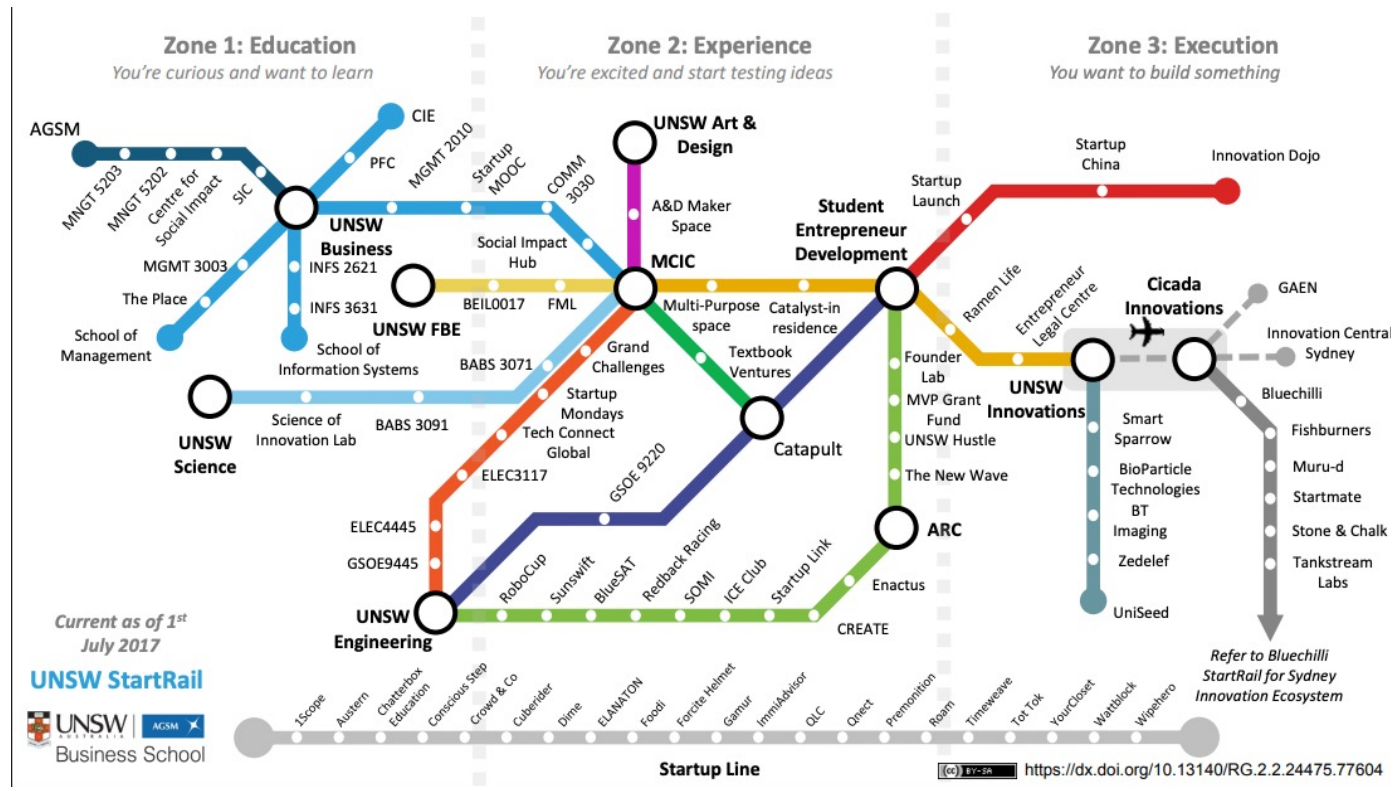 Zone 1: Education
You're curious and want to learn
Zone 2: Experience
You're excited and start testing ideas
Zone 3: Execution
You want to build something
AGSM
MNGT 5203
MNGT 5202
Centre for
Social Impact
SIC
CIE
PFC
UNSW
Business
MGMT 2010
Startup
MOOC
COMM
3030
MGMT 3003
The Place
School of
Management
INFS 2621
INFS 3631
School of
Information Systems
UNSW Art &
Design
A&D Maker
Space
Social Impact
Hub
MCIC
UNSW FBE
BEIL0017
FML
Multi-Purpose
space
Catalyst-in
residence
Student
Entrepreneur
Development
Startup
Launch
Startup
China
Innovation Dojo
Ramen Life
Entrepreneur
Legal Centre
Cicada
Innovations
GAEN
Innovation Central
Sydney
UNSW
Innovations
Bluechilli
Fishburners
Muru-d
Startmate
Stone & Chalk
Tankstream
Labs
Refer to Bluechilli
StartRail for Sydney
Innovation Ecosystem
Smart
Sparrow
BioParticle
Technologies
BT
Imaging
Zedelef
UniSeed
UNSW
Science
Science of
Innovation Lab
BABS 3091
BABS 3071
Grand
Challenges
Startup
Mondays
Tech Connect
Global
ELEC3117
ELEC4445
GSOE9445
UNSW
Engineering
Textbook
Ventures
Catapult
GSOE 9220
Founder
Lab
MVP Grant
Fund
UNSW Hustle
The New Wave
ARC
Enactus
CREATE
RoboCup
Sunswift
BlueSAT
Redback Racing
SOMI
ICE Club
Startup Link
Current as of 1st
July 2017
UNSW StartRail
UNSW
AUSTRALIA
AGSM
Business School
1Scope
Austern
Chatterbox
Education
Conscious Step
Crowd & Co
Cuberider
Dime
ELANATON
Foodi
Forcite Helmet
Gamur
ImmiAdvisor
QLC
Qnect
Premonition
Roam
Timeweave
Tot Tok
YourCloset
Wattblock
Wipehero
Startup Line
cc BY-SA
https://dx.doi.org/10.13140/RG.2.2.24475.77604